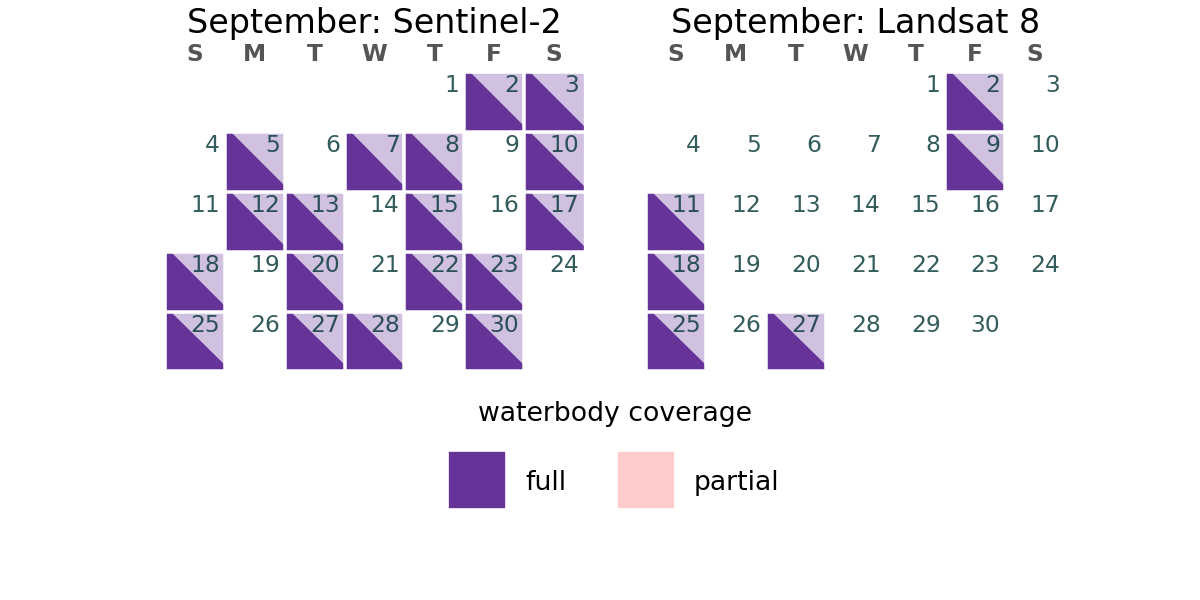 September: Sentinel-2
S M T W T F S
1 2 3
4 5 6 7 8 9 10
11 12 13 14 15 16 17
18 19 20 21 22 23 24
25 26 27 28 29 30
September: Landsat 8
S M T W T F S
1 2 3
4 5 6 7 8 9 10
11 12 13 14 15 16 17
18 19 20 21 22 23 24
25 26 27 28 29 30
waterbody coverage
full
partial